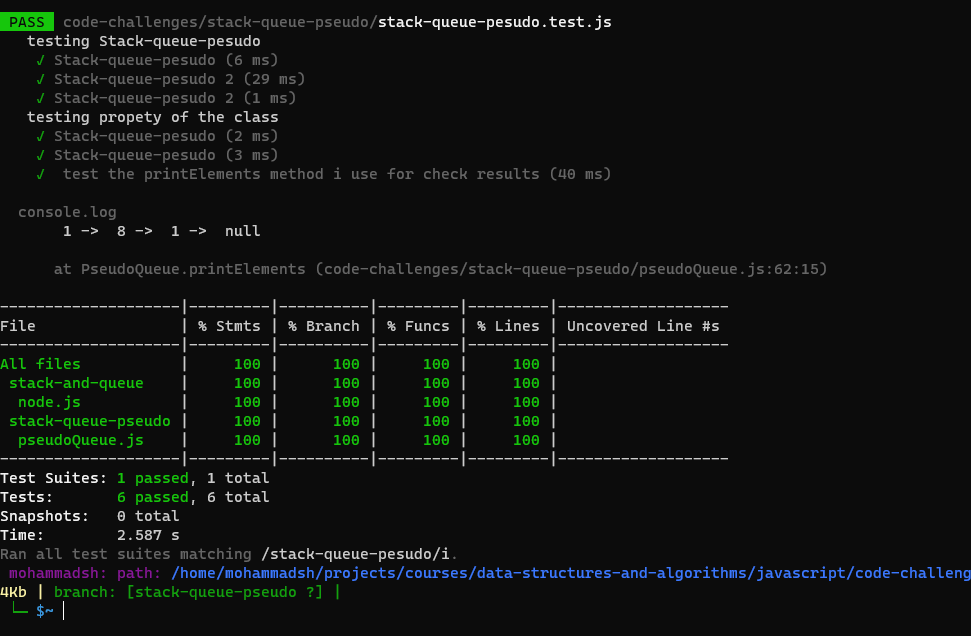 PASS code-challenges/stack-queue-pseudo/stack-queue-pesudo.test.js
testing Stack-queue-pesudo
√ Stack-queue-pesudo (6 ms)
√ Stack-queue-pesudo 2 (29 ms)
√ Stack-queue-pesudo 2 (1 ms)
testing propety of the class
√ Stack-queue-pesudo (2 ms)
√ Stack-queue-pesudo (3 ms)
√  test the printElements method i use for check results (40 ms)
console.log
1 ->  8 ->  1 ->  null
at PseudoQueue.printElements (code-challenges/stack-queue-pseudo/pseudoQueue.js:62:15)
--------------------|---------|----------|---------|---------|-------------------
File                | % Stmts | % Branch | % Funcs | % Lines | Uncovered Line #s
--------------------|---------|----------|---------|---------|-------------------
All files           |     100 |      100 |     100 |     100 |
 stack-and-queue    |     100 |      100 |     100 |     100 |
  node.js           |     100 |      100 |     100 |     100 |
 stack-queue-pseudo |     100 |      100 |     100 |     100 |
  pseudoQueue.js    |     100 |      100 |     100 |     100 |
--------------------|---------|----------|---------|---------|-------------------
Test Suites: 1 passed, 1 total
Tests:       6 passed, 6 total
Snapshots:   0 total
Time:        2.587 s
Ran all test suites matching /stack-queue-pesudo/i.
mohammadsh: path: /home/mohammadsh/projects/courses/data-structures-and-algorithms/javascript/code-challeng
4Kb | branch: [stack-queue-pseudo ?] |
└─ $~